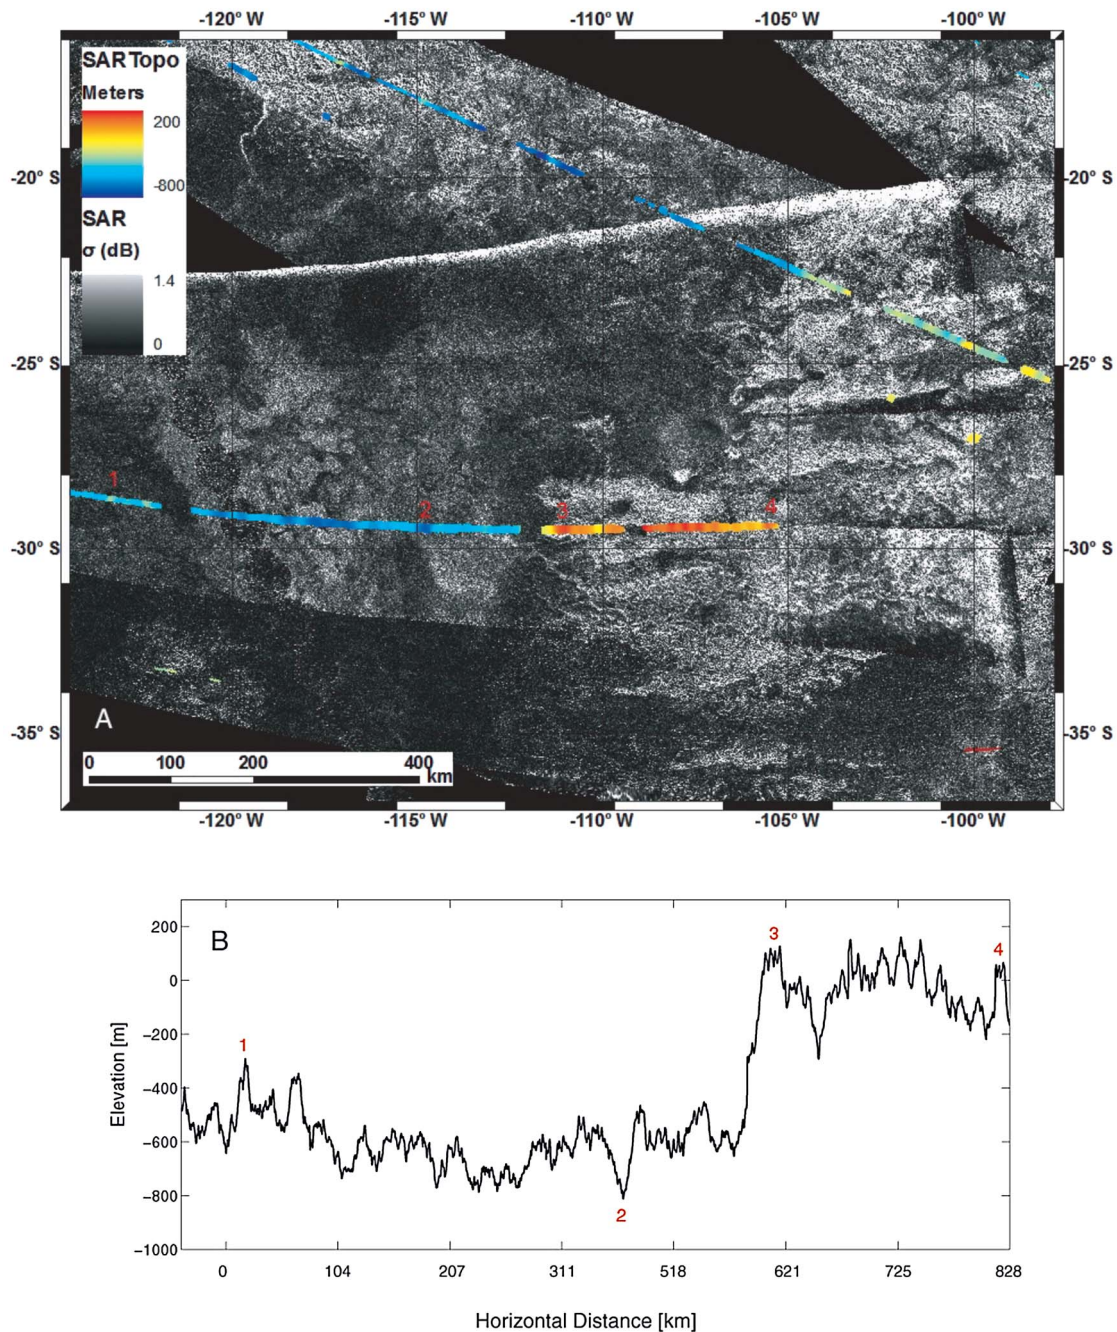 -120° W -115° W -110° W -105° W -100° W
SAR Topo
Meters
200
-800
SAR
σ (dB)
1.4
0
-20° S -20° S
-25° S -25° S
1 2 3 4
-30° S -30° S
-35° S -35° S
A
0 100 200 400
km
-120° W -115° W -110° W -105° W -100° W
B
200
0
−200
−400
−600
−800
−1000
1
2
3
4
Elevation [m]
0 104 207 311 518 621 725 828
Horizontal Distance [km]